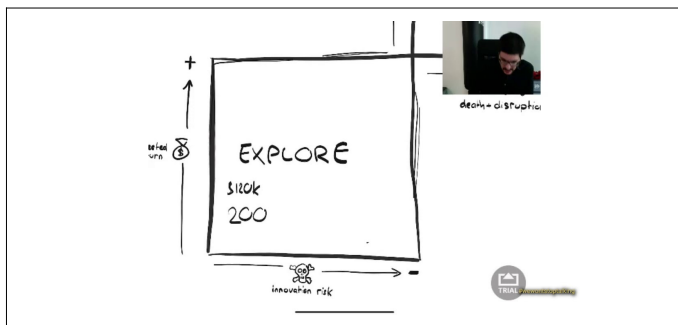 +
death + disruption
EXPLORE
$120k
200
-
innovation risk
TRIAL